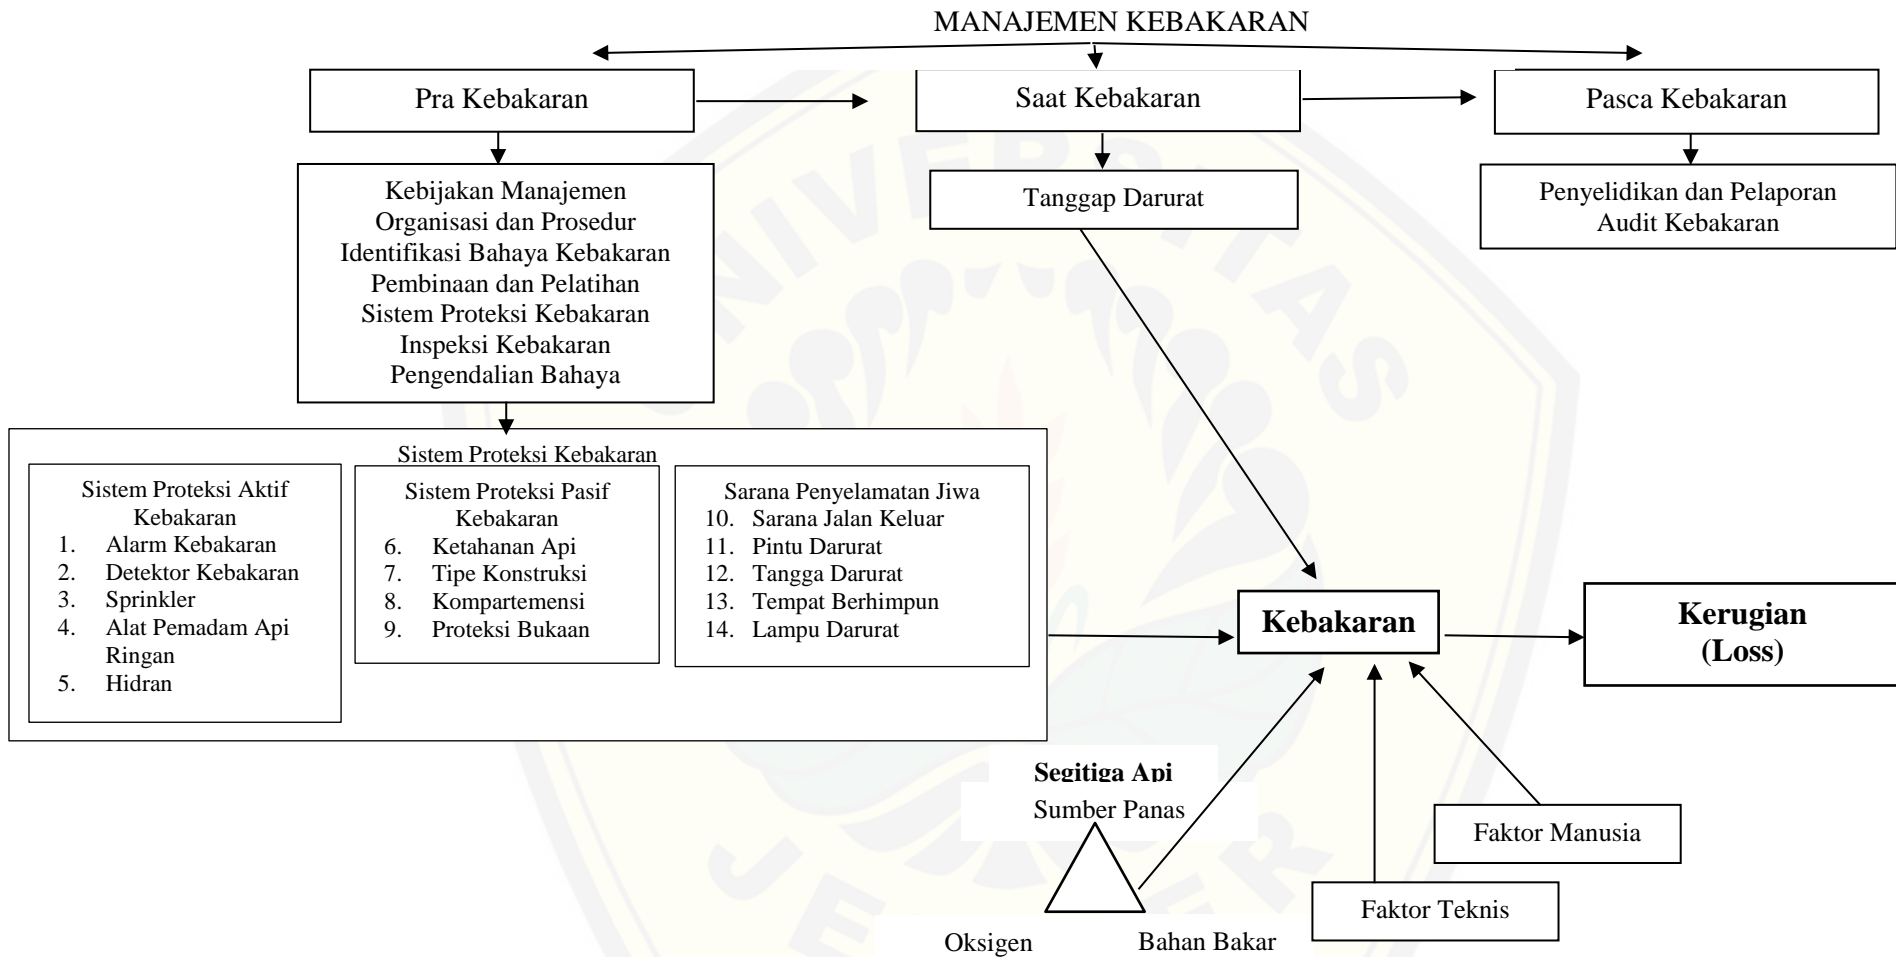 MANAJEMEN KEBAKARAN
Pra Kebakaran
Saat Kebakaran
Pasca Kebakaran
Kebijakan Manajemen
Organisasi dan Prosedur
Identifikasi Bahaya Kebakaran
Pembinaan dan Pelatihan
Sistem Proteksi Kebakaran
Inspeksi Kebakaran
Pengendalian Bahaya
Tanggap Darurat
Penyelidikan dan Pelaporan
Audit Kebakaran
Sistem Proteksi Kebakaran
Sistem Proteksi Aktif
Kebakaran
1. Alarm Kebakaran
2. Detektor Kebakaran
3. Sprinkler
4. Alat Pemadam Api
Ringan
5. Hidran
Sistem Proteksi Pasif
Kebakaran
6. Ketahanan Api
7. Tipe Konstruksi
8. Kompartemensi
9. Proteksi Bukaan
Sarana Penyelamatan Jiwa
10. Sarana Jalan Keluar
11. Pintu Darurat
12. Tangga Darurat
13. Tempat Berhimpun
14. Lampu Darurat
Kebakaran
Kerugian
(Loss)
Segitiga Api
Sumber Panas
Oksigen
Bahan Bakar
Faktor Manusia
Faktor Teknis
UNIVERSITAS
JEMBER